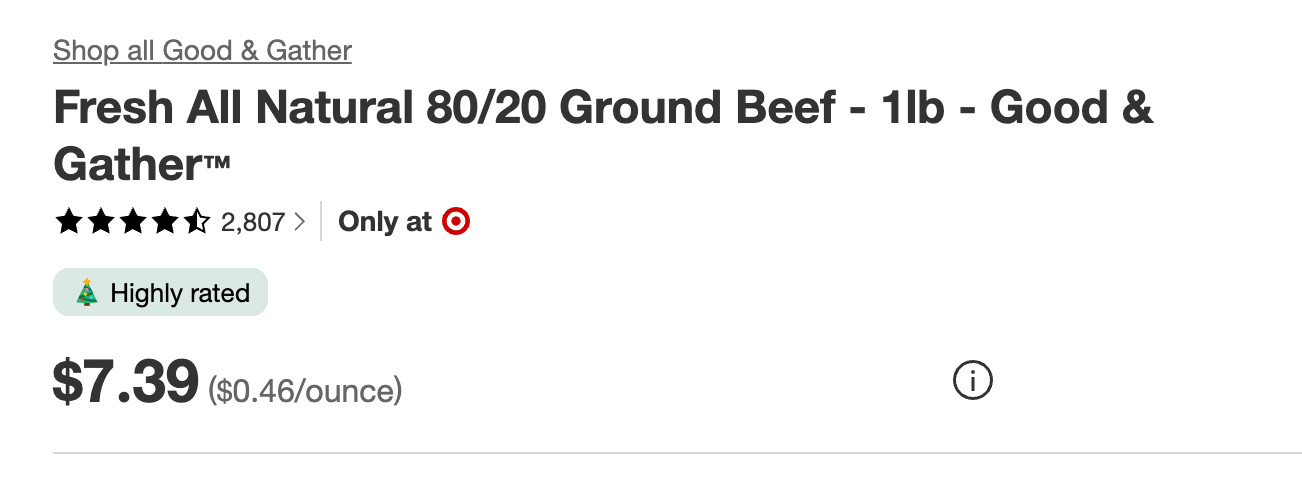 Shop all Good & Gather
Fresh All Natural 80/20 Ground Beef - 1lb - Good &
Gather™
2,807 > Only at
Highly rated
$7.39 ($0.46/ounce)
i